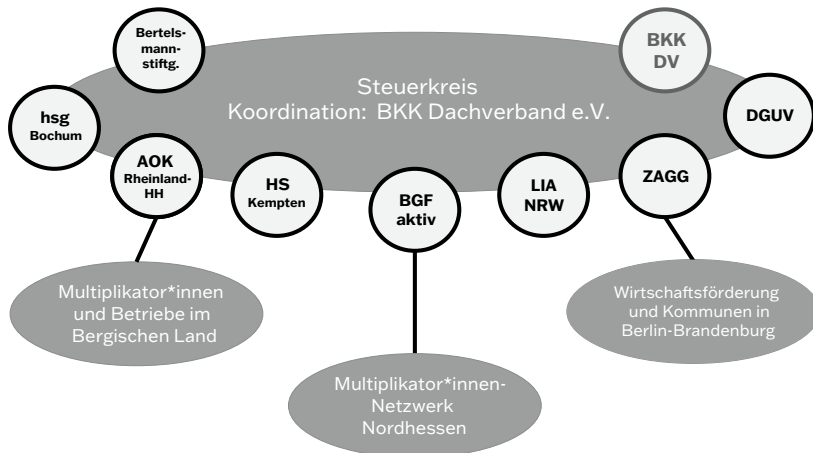 Bertels-
mann-
stiftg.
BKK
DV
Steuerkreis
Koordination: BKK Dachverband e.V.
hsg
Bochum
DGUV
AOK
Rheinland-
HH
HS
Kempten
BGF
aktiv
LIA
NRW
ZAGG
Multiplikator*innen
und Betriebe im
Bergischen Land
Wirtschaftsförderung
und Kommunen in
Berlin-Brandenburg
Multiplikator*innen-
Netzwerk
Nordhessen